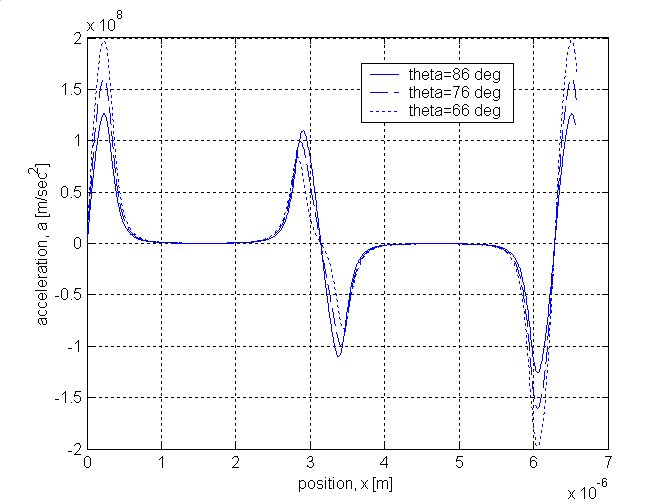 x 10^8
2
1.5
1
0.5
0
-0.5
-1
-1.5
-2
acceleration, a [m/sec^2]
theta=86 deg
theta=76 deg
theta=66 deg
0 1 2 3 4 5 6 7
position, x [m]
x 10^-6